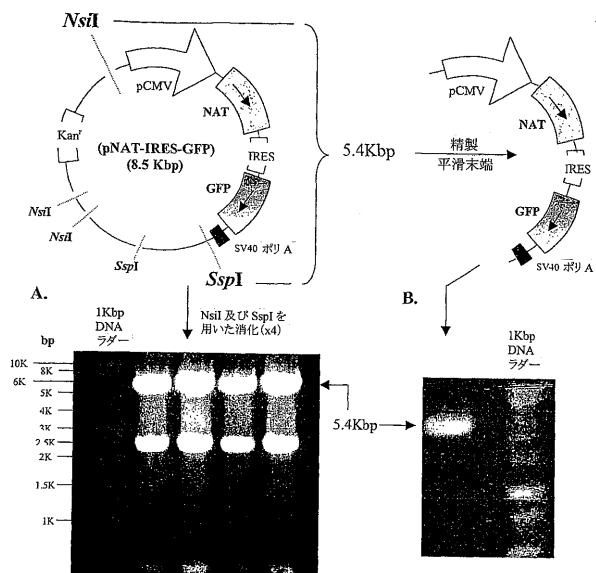 NsiI
pCMV
NAT
Kanʳ
(pNAT-IRES-GFP)
(8.5 Kbp)
IRES
GFP
NsiI
NsiI
SspI
SV40 ポリ A
SspI
5.4Kbp
精製
平滑末端
pCMV
NAT
IRES
GFP
SV40 ポリ A
A.
1Kbp
DNA
ラダー
NsiI 及び SspI を
用いた消化(x4)
bp
10K
8K
6K
5K
4K
3K
2.5K
2K
1.5K
1K
5.4Kbp
B.
1Kbp
DNA
ラダー